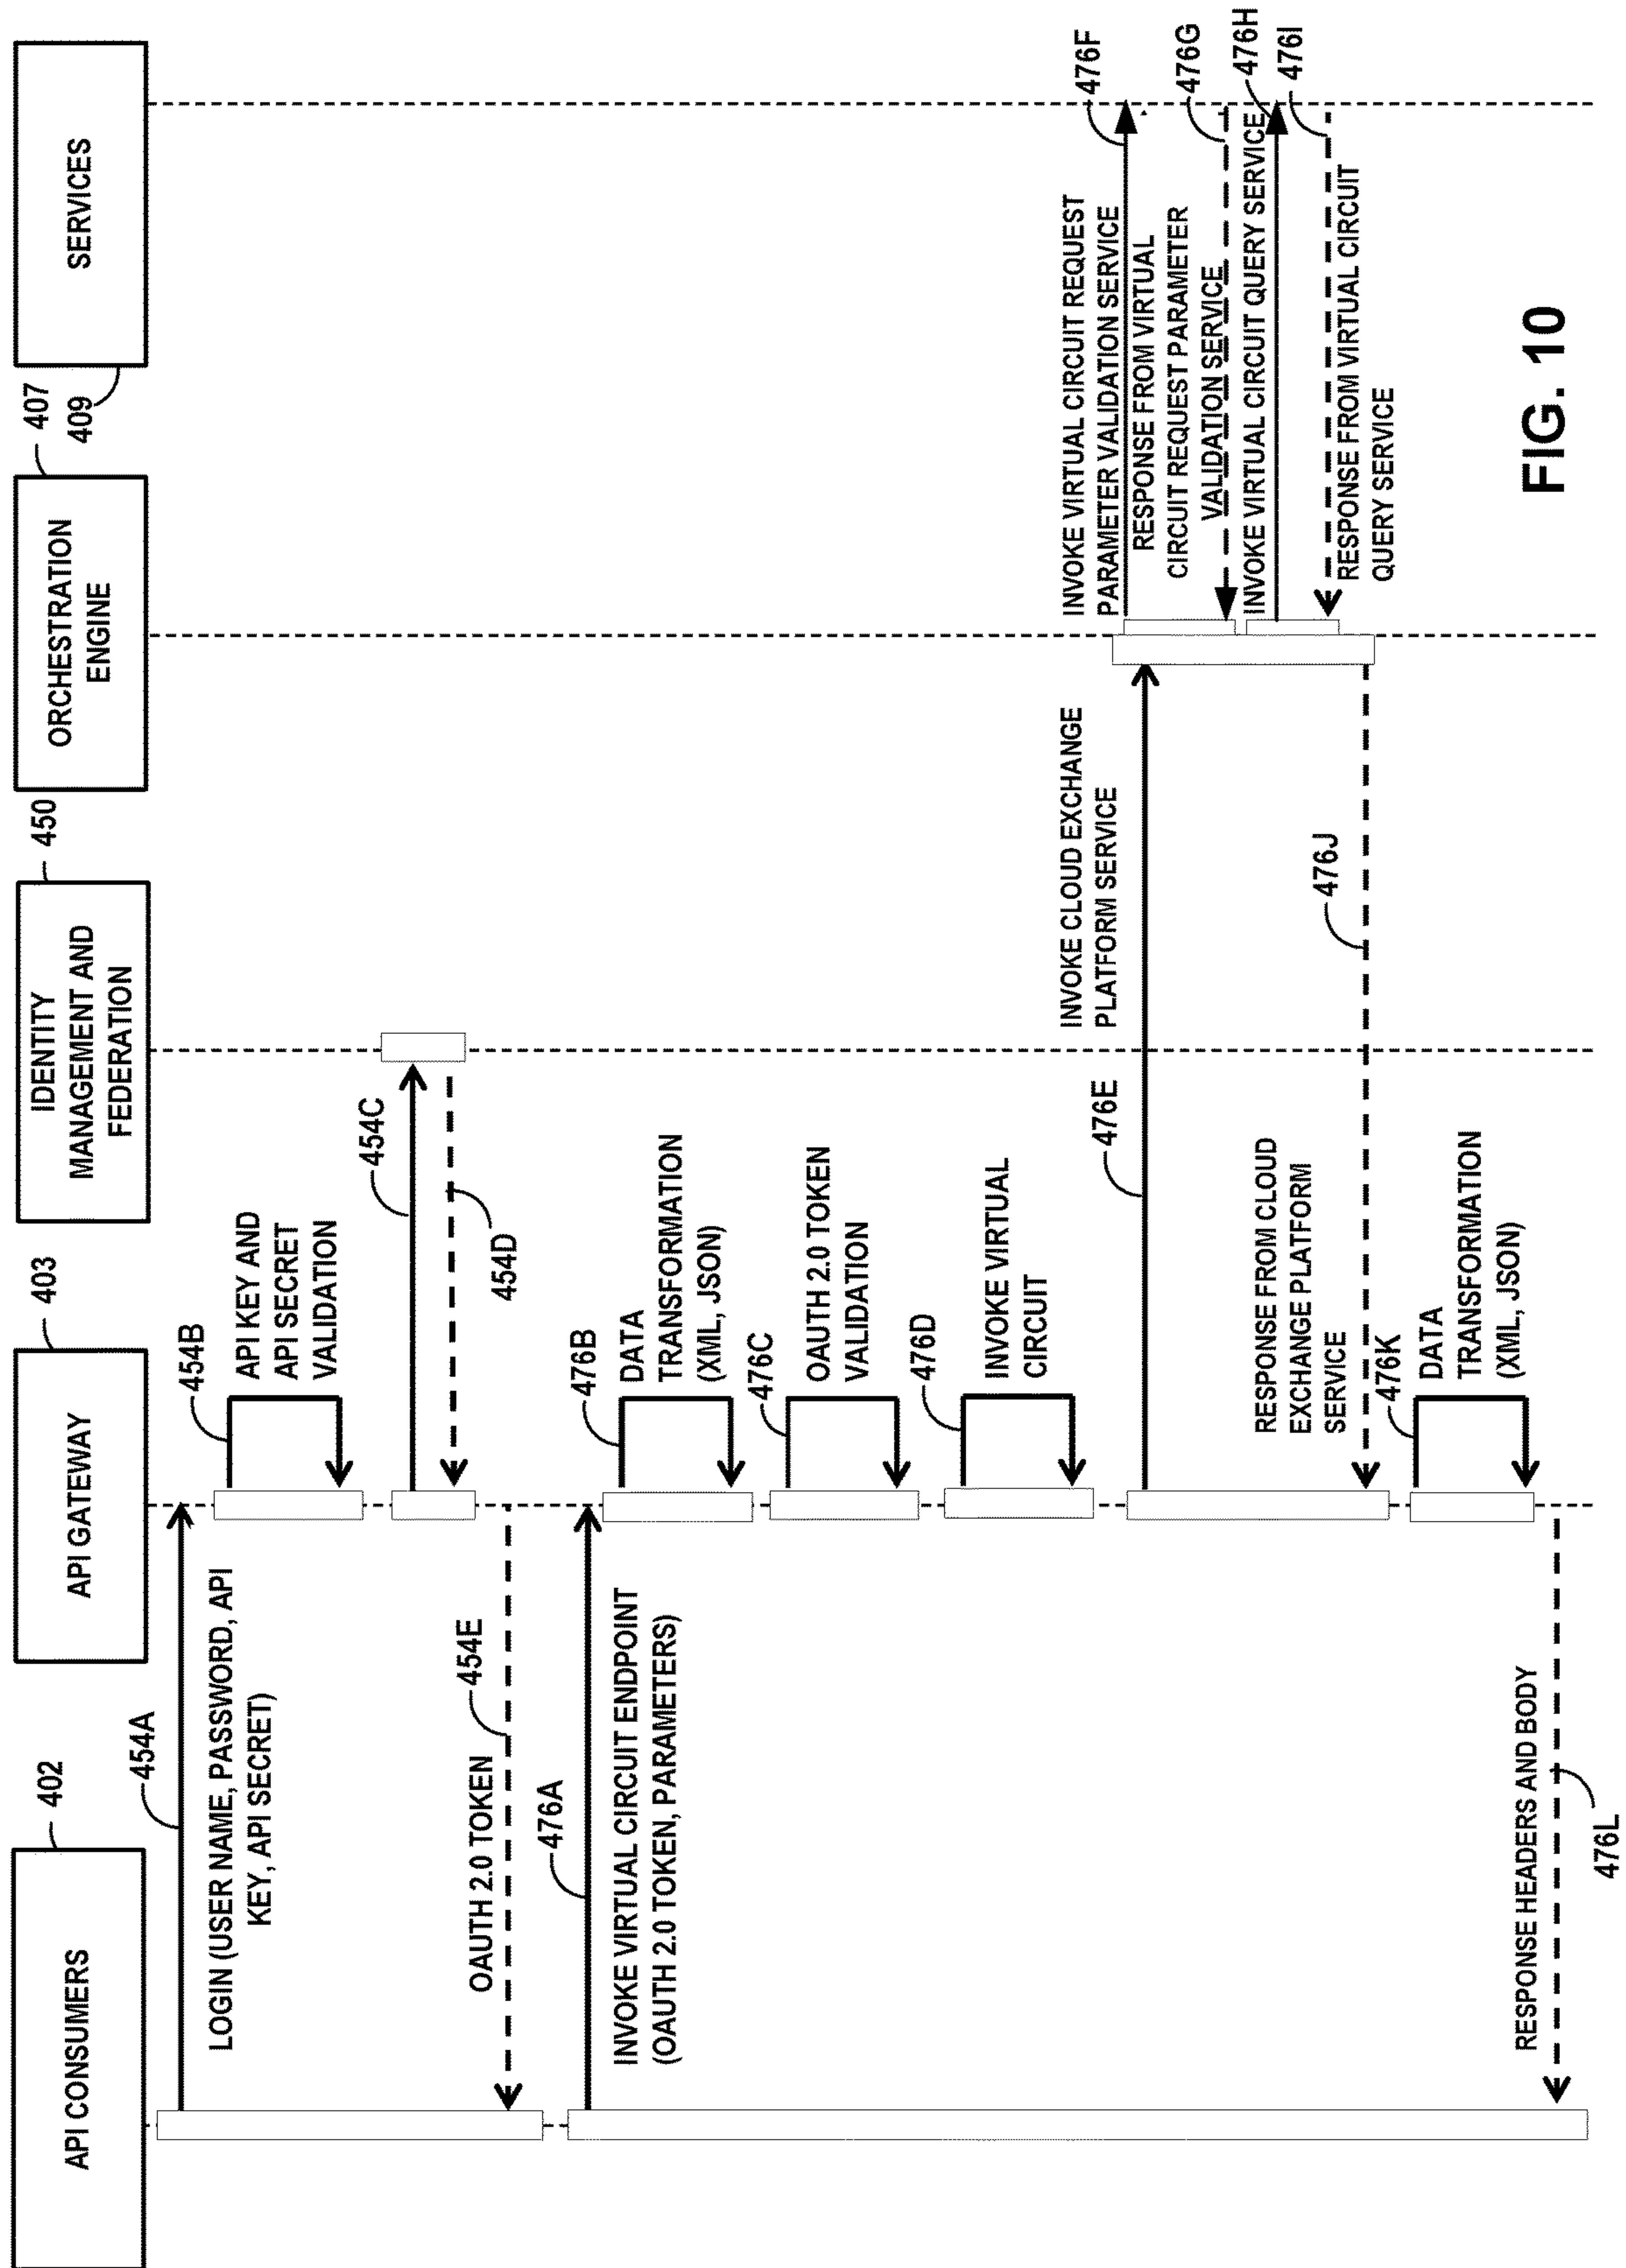 API CONSUMERS
402
API GATEWAY
403
IDENTITY
MANAGEMENT AND
FEDERATION
450
ORCHESTRATION
ENGINE
407
SERVICES
409
454A
LOGIN (USER NAME, PASSWORD, API
KEY, API SECRET)
454B
API KEY AND
API SECRET
VALIDATION
454C
454D
454E
OAUTH 2.0 TOKEN
476A
INVOKE VIRTUAL CIRCUIT ENDPOINT
(OAUTH 2.0 TOKEN, PARAMETERS)
476B
DATA
TRANSFORMATION
(XML, JSON)
476C
OAUTH 2.0 TOKEN
VALIDATION
476D
INVOKE VIRTUAL
CIRCUIT
476E
INVOKE CLOUD EXCHANGE
PLATFORM SERVICE
476F
INVOKE VIRTUAL CIRCUIT REQUEST
PARAMETER VALIDATION SERVICE
476G
RESPONSE FROM VIRTUAL
CIRCUIT REQUEST PARAMETER
VALIDATION SERVICE
476H
INVOKE VIRTUAL CIRCUIT QUERY SERVICE
476I
RESPONSE FROM VIRTUAL CIRCUIT
QUERY SERVICE
476J
RESPONSE FROM CLOUD
EXCHANGE PLATFORM
SERVICE
476K
DATA
TRANSFORMATION
(XML, JSON)
RESPONSE HEADERS AND BODY
476L
FIG. 10